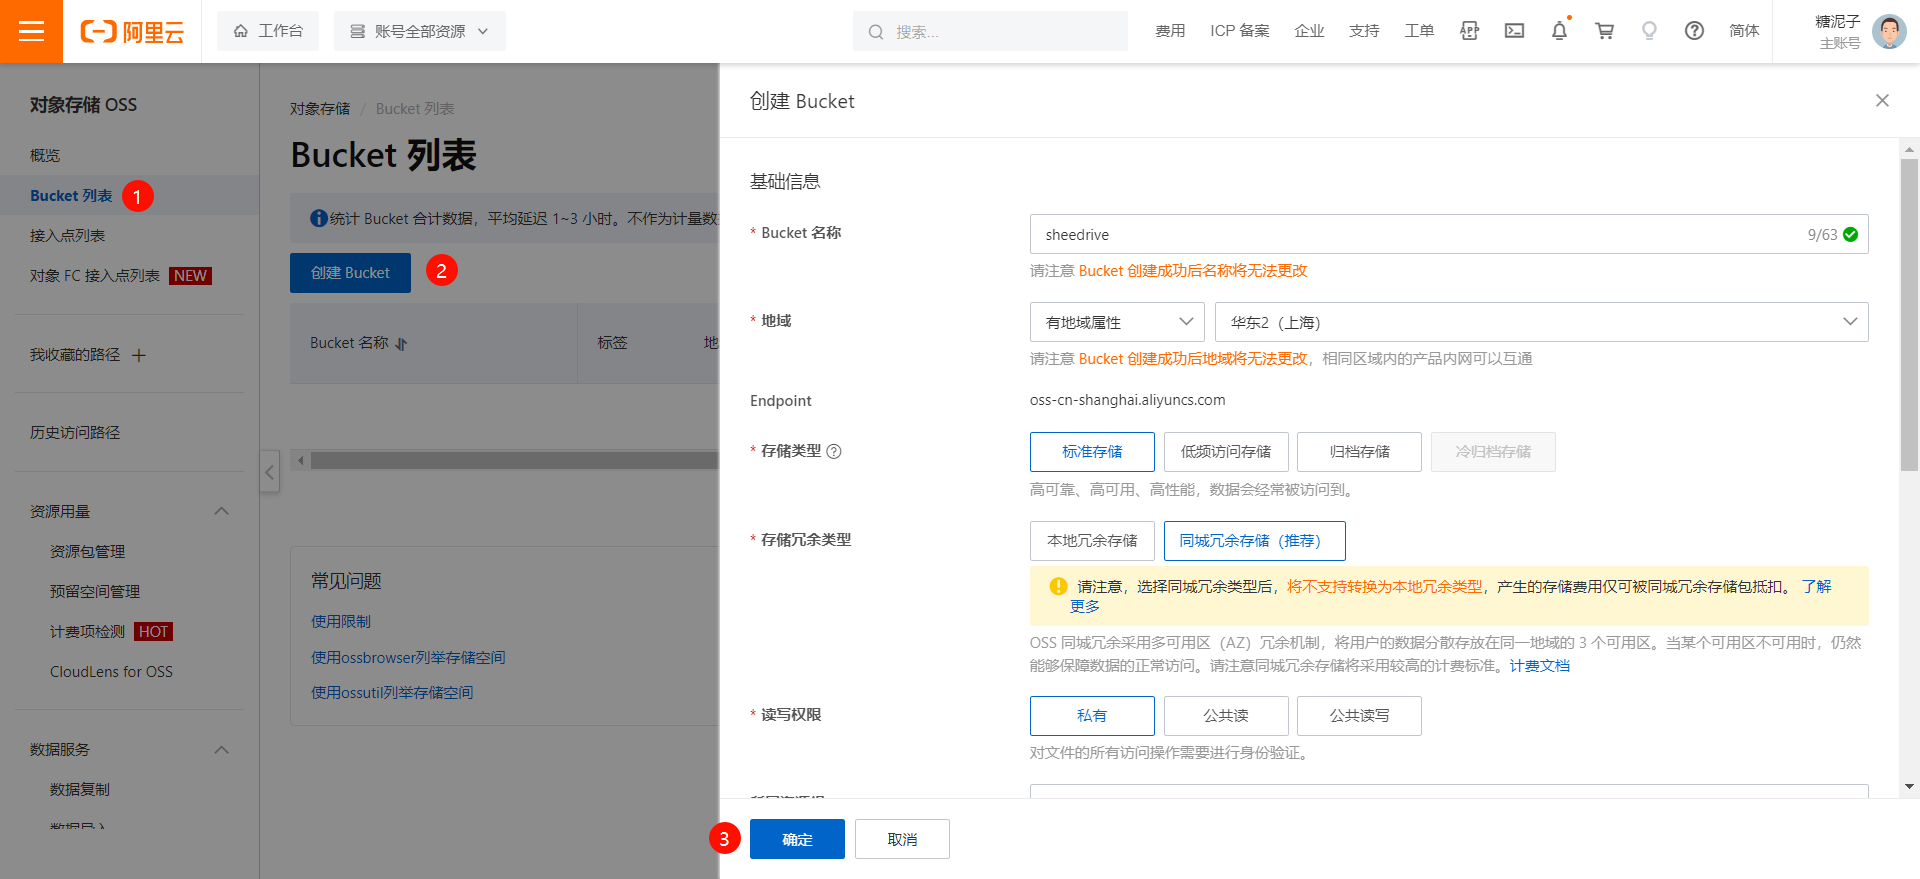 阿里云
工作台
账号全部资源
搜索...
费用
ICP 备案
企业
支持
工单
简体
糖泥子
主账号
对象存储 OSS
概览
Bucket 列表
1
接入点列表
对象 FC 接入点列表 NEW
我收藏的路径
历史访问路径
资源用量
资源包管理
预留空间管理
计费项检测 HOT
CloudLens for OSS
数据服务
数据复制
数据导入
对象存储 / Bucket 列表
Bucket 列表
统计 Bucket 合计数据，平均延迟 1~3 小时。不作为计量数
创建 Bucket
2
Bucket 名称
标签
地
常见问题
使用限制
使用ossbrowser列举存储空间
使用ossutil列举存储空间
创建 Bucket
基础信息
* Bucket 名称
sheedrive
9/63
请注意 Bucket 创建成功后名称将无法更改
* 地域
有地域属性
华东2（上海）
请注意 Bucket 创建成功后地域将无法更改，相同区域内的产品内网可以互通
Endpoint
oss-cn-shanghai.aliyuncs.com
* 存储类型
标准存储
低频访问存储
归档存储
冷归档存储
高可靠、高可用、高性能，数据会经常被访问到。
* 存储冗余类型
本地冗余存储
同城冗余存储（推荐）
请注意，选择同城冗余类型后，将不支持转换为本地冗余类型，产生的存储费用仅可被同城冗余存储包抵扣。 了解
更多
OSS 同城冗余采用多可用区（AZ）冗余机制，将用户的数据分散存放在同一地域的 3 个可用区。当某个可用区不可用时，仍然
能够保障数据的正常访问。请注意同城冗余存储将采用较高的计费标准。计费文档
* 读写权限
私有
公共读
公共读写
对文件的所有访问操作需要进行身份验证。
3
确定
取消